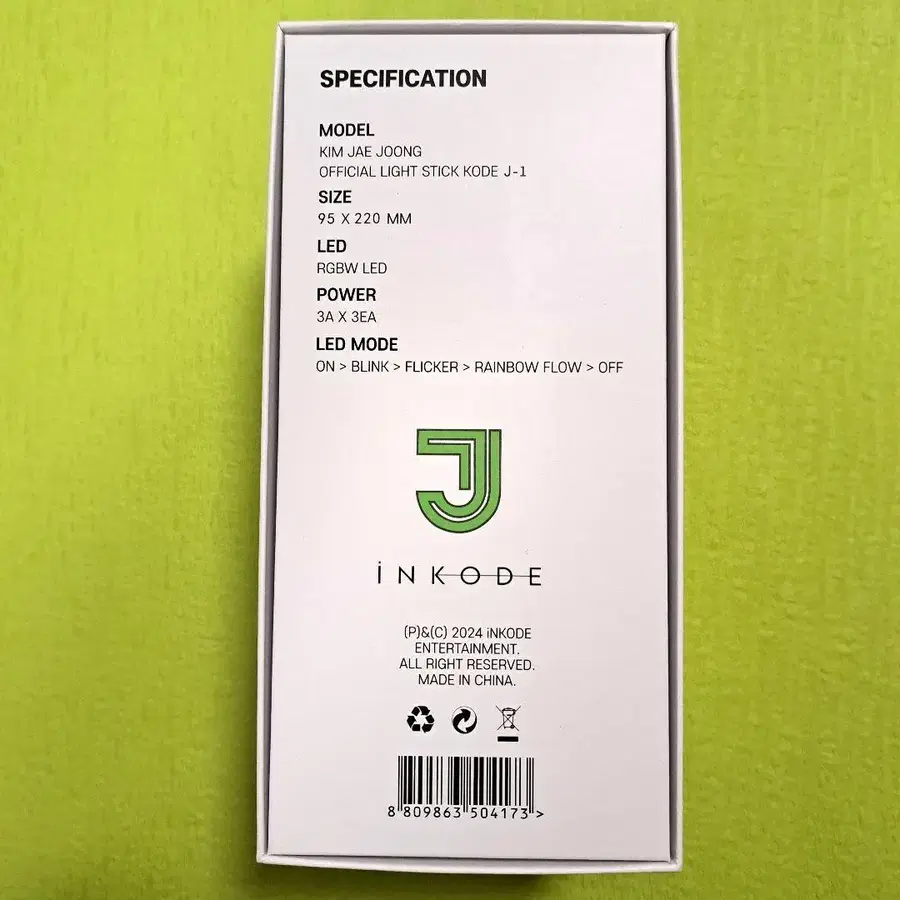 SPECIFICATION
MODEL
KIM JAE JOONG
OFFICIAL LIGHT STICK KODE J-1
SIZE
95 X 220 MM
LED
RGBW LED
POWER
3A X 3EA
LED MODE
ON > BLINK > FLICKER > RAINBOW FLOW > OFF
J
iNKODE
(P)&(C) 2024 iNKODE
ENTERTAINMENT.
ALL RIGHT RESERVED.
MADE IN CHINA.
8 809863 504173 >